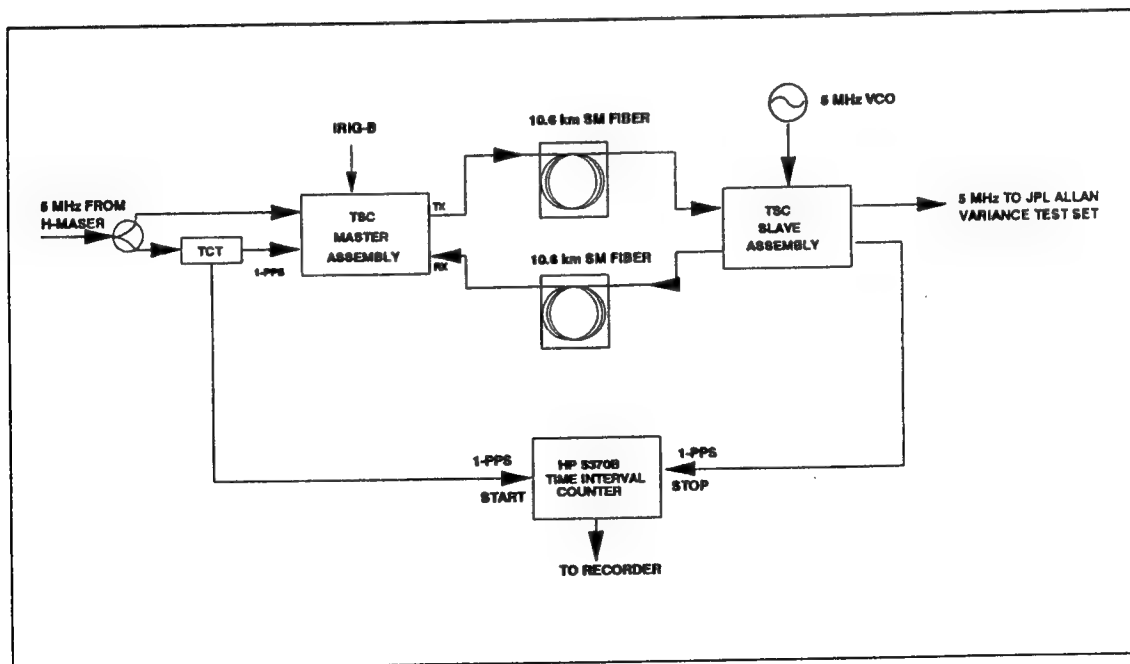 5 MHz VCO
10.6 km SM FIBER
IRIG-B
5 MHz FROM
H-MASER
TCT
1-PPS
TSC
MASTER
ASSEMBLY
TX
RX
10.6 km SM FIBER
TSC
SLAVE
ASSEMBLY
5 MHz TO JPL ALLAN
VARIANCE TEST SET
1-PPS
START
HP 5370B
TIME INTERVAL
COUNTER
1-PPS
STOP
TO RECORDER